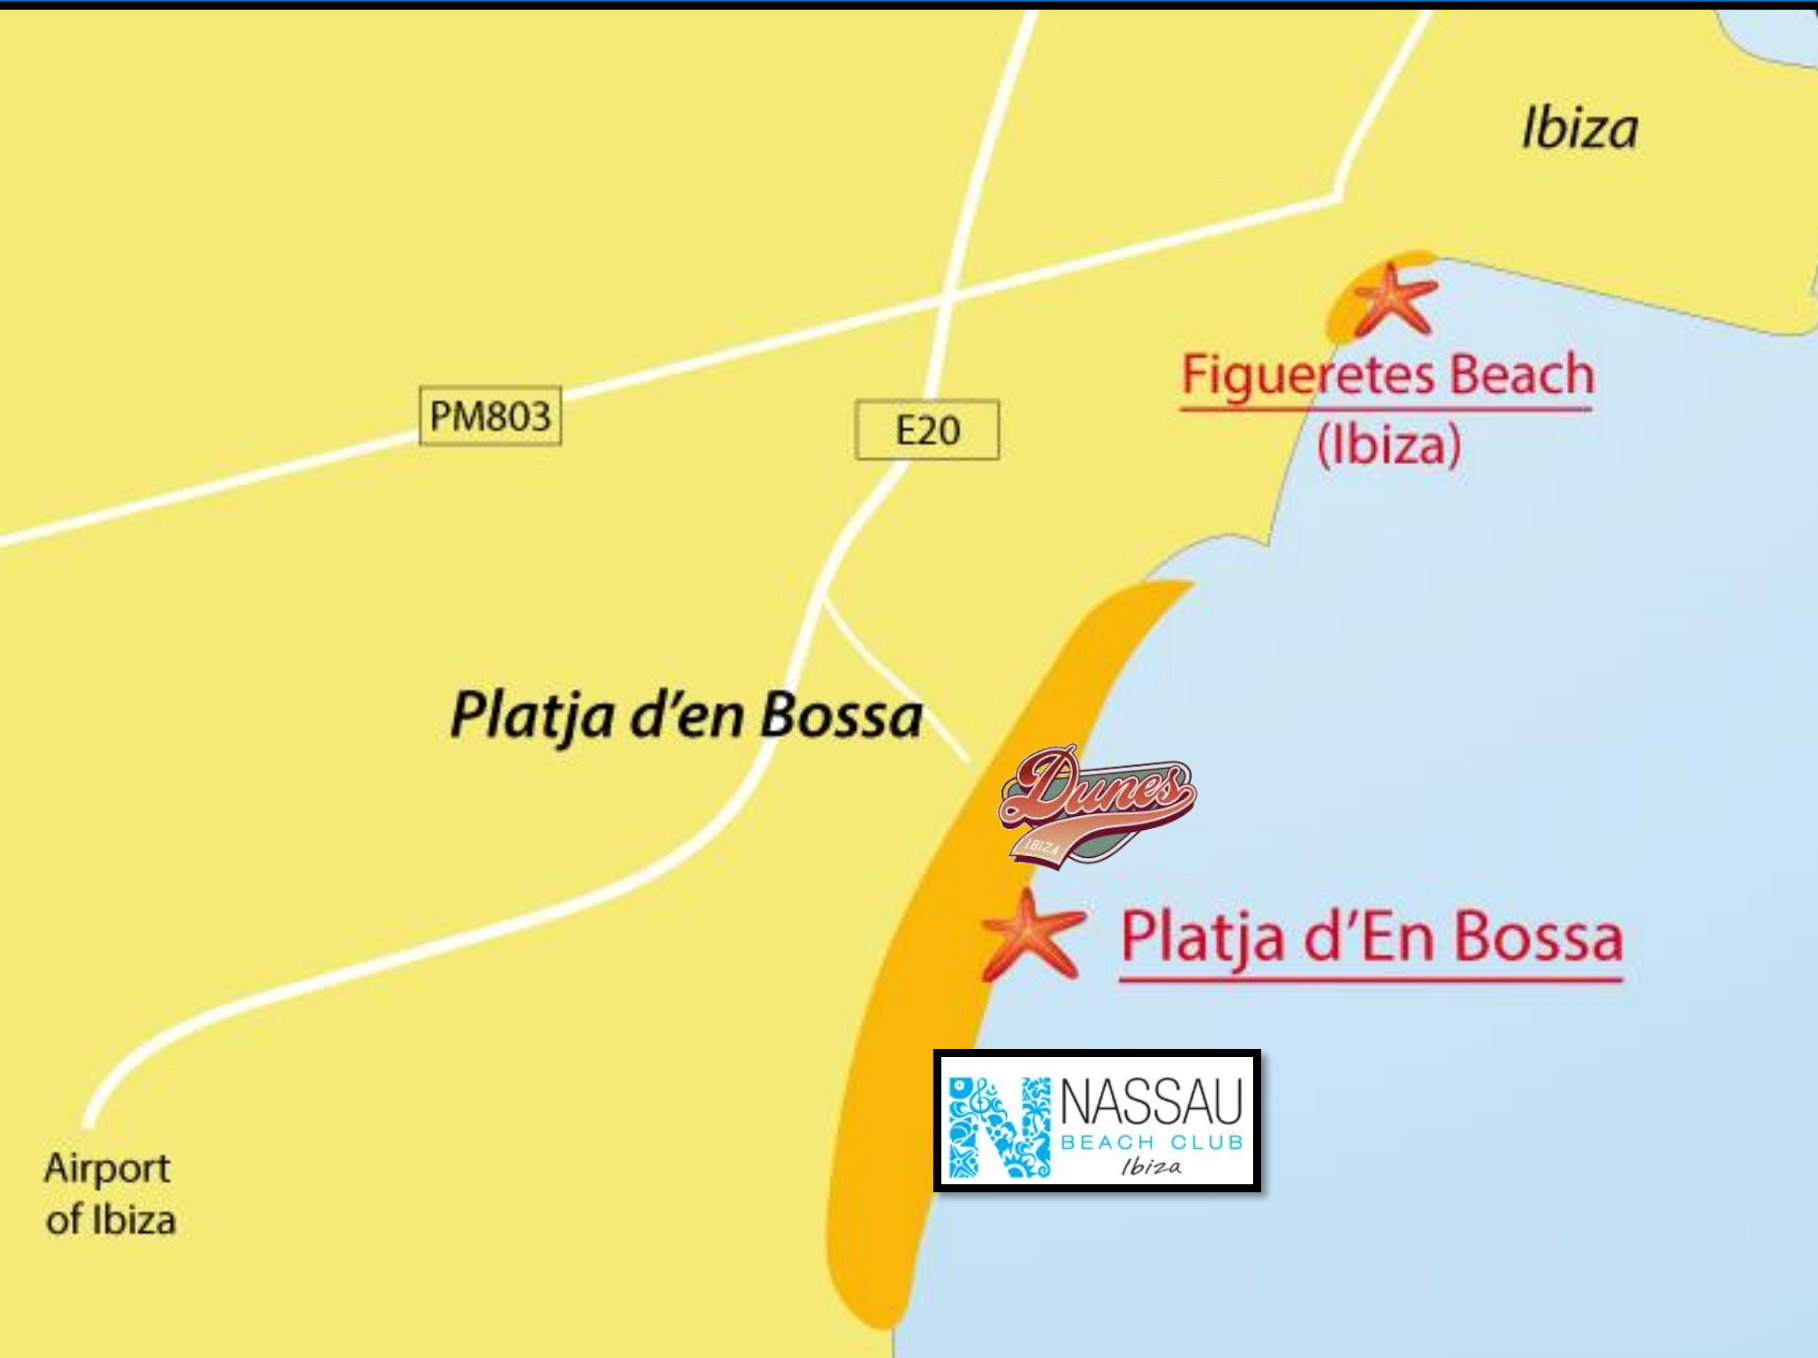 Ibiza
Figueretes Beach
(Ibiza)
PM803
E20
Platja d'en Bossa
Dunes
IBIZA
Platja d'En Bossa
NASSAU
BEACH CLUB
Ibiza
Airport
of Ibiza